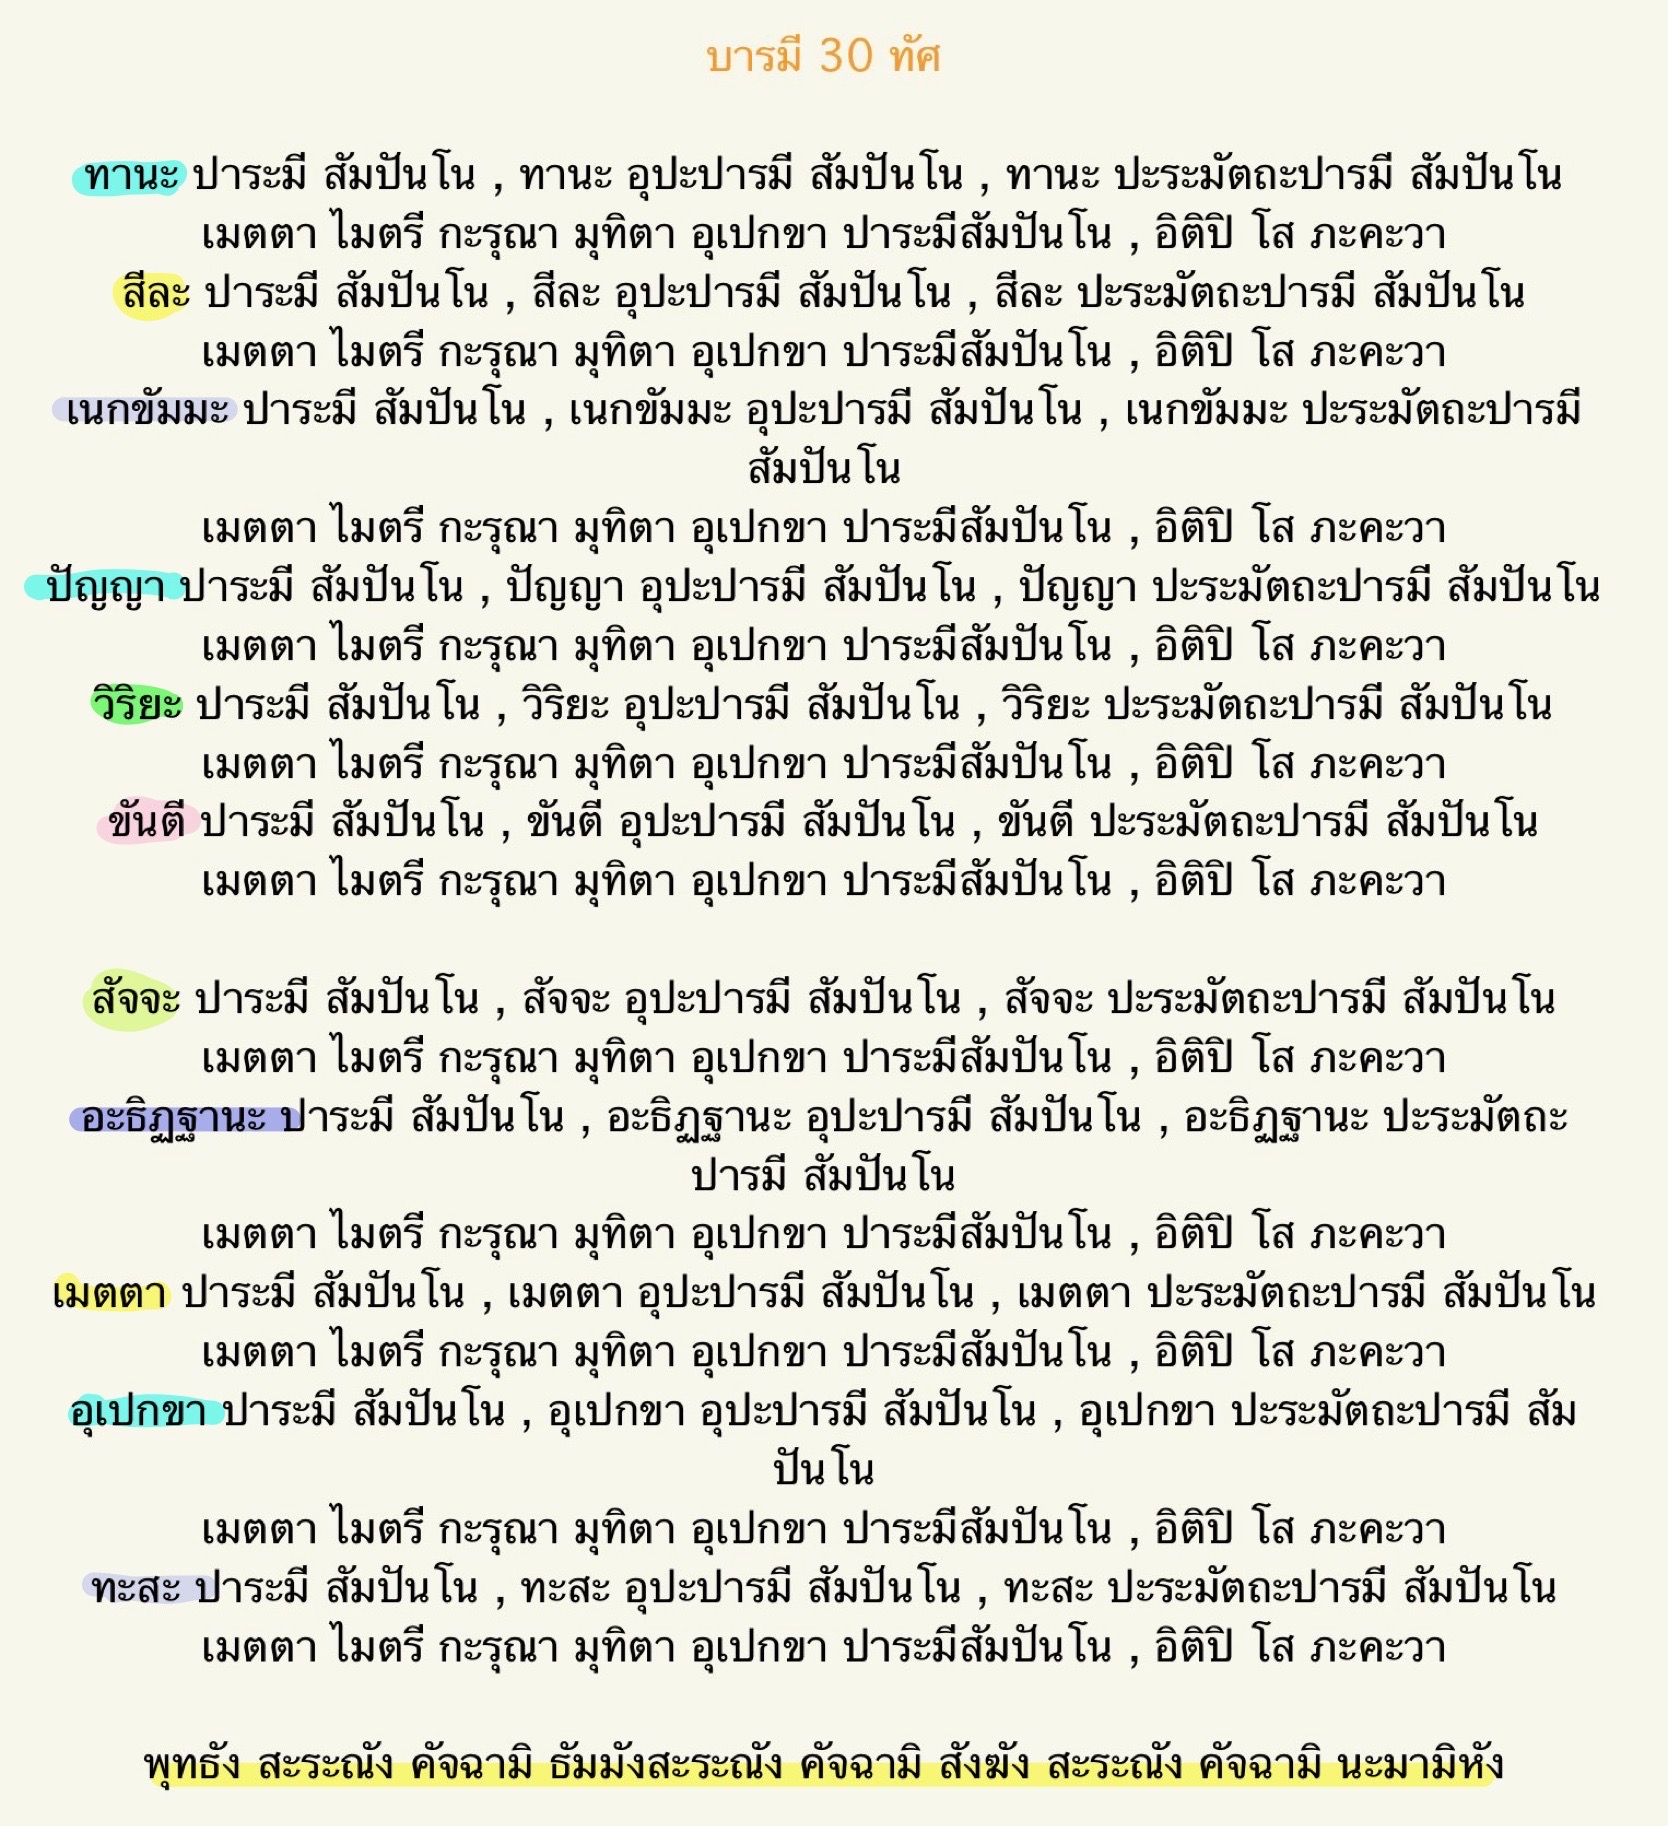 บารมี 30 ทัศ
ทานะ ปาระมี สัมปันโน , ทานะ อุปะปารมี สัมปันโน , ทานะ ปะระมัตถะปารมี สัมปันโน
เมตตา ไมตรี กะรุณา มุทิตา อุเปกขา ปาระมีสัมปันโน , อิติปิ โส ภะคะวา
สีละ ปาระมี สัมปันโน , สีละ อุปะปารมี สัมปันโน , สีละ ปะระมัตถะปารมี สัมปันโน
เมตตา ไมตรี กะรุณา มุทิตา อุเปกขา ปาระมีสัมปันโน , อิติปิ โส ภะคะวา
เนกขัมมะ ปาระมี สัมปันโน , เนกขัมมะ อุปะปารมี สัมปันโน , เนกขัมมะ ปะระมัตถะปารมี
สัมปันโน
เมตตา ไมตรี กะรุณา มุทิตา อุเปกขา ปาระมีสัมปันโน , อิติปิ โส ภะคะวา
ปัญญา ปาระมี สัมปันโน , ปัญญา อุปะปารมี สัมปันโน , ปัญญา ปะระมัตถะปารมี สัมปันโน
เมตตา ไมตรี กะรุณา มุทิตา อุเปกขา ปาระมีสัมปันโน , อิติปิ โส ภะคะวา
วิริยะ ปาระมี สัมปันโน , วิริยะ อุปะปารมี สัมปันโน , วิริยะ ปะระมัตถะปารมี สัมปันโน
เมตตา ไมตรี กะรุณา มุทิตา อุเปกขา ปาระมีสัมปันโน , อิติปิ โส ภะคะวา
ขันตี ปาระมี สัมปันโน , ขันตี อุปะปารมี สัมปันโน , ขันตี ปะระมัตถะปารมี สัมปันโน
เมตตา ไมตรี กะรุณา มุทิตา อุเปกขา ปาระมีสัมปันโน , อิติปิ โส ภะคะวา
สัจจะ ปาระมี สัมปันโน , สัจจะ อุปะปารมี สัมปันโน , สัจจะ ปะระมัตถะปารมี สัมปันโน
เมตตา ไมตรี กะรุณา มุทิตา อุเปกขา ปาระมีสัมปันโน , อิติปิ โส ภะคะวา
อะธิฏฐานะ ปาระมี สัมปันโน , อะธิฏฐานะ อุปะปารมี สัมปันโน , อะธิฏฐานะ ปะระมัตถะ
ปารมี สัมปันโน
เมตตา ไมตรี กะรุณา มุทิตา อุเปกขา ปาระมีสัมปันโน , อิติปิ โส ภะคะวา
เมตตา ปาระมี สัมปันโน , เมตตา อุปะปารมี สัมปันโน , เมตตา ปะระมัตถะปารมี สัมปันโน
เมตตา ไมตรี กะรุณา มุทิตา อุเปกขา ปาระมีสัมปันโน , อิติปิ โส ภะคะวา
อุเปกขา ปาระมี สัมปันโน , อุเปกขา อุปะปารมี สัมปันโน , อุเปกขา ปะระมัตถะปารมี สัม
ปันโน
เมตตา ไมตรี กะรุณา มุทิตา อุเปกขา ปาระมีสัมปันโน , อิติปิ โส ภะคะวา
ทะสะ ปาระมี สัมปันโน , ทะสะ อุปะปารมี สัมปันโน , ทะสะ ปะระมัตถะปารมี สัมปันโน
เมตตา ไมตรี กะรุณา มุทิตา อุเปกขา ปาระมีสัมปันโน , อิติปิ โส ภะคะวา
พุทธัง สะระณัง คัจฉามิ ธัมมังสะระณัง คัจฉามิ สังฆัง สะระณัง คัจฉามิ นะมามิหัง